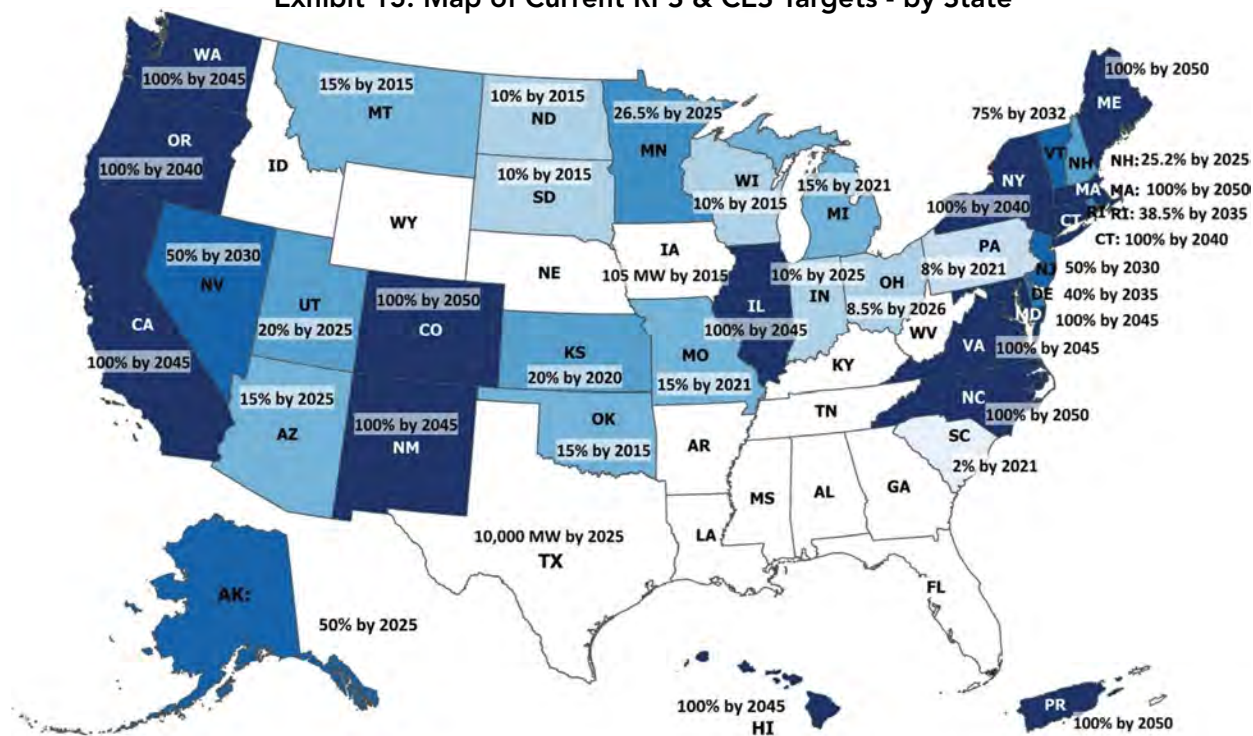 Exhibit 15: Map of Current RPS & CES Targets - by State
WA
100% by 2045
OR
100% by 2040
CA
100% by 2045
ID
NV
50% by 2030
UT
20% by 2025
15% by 2025
AZ
15% by 2015
MT
WY
100% by 2050
CO
100% by 2045
NM
10% by 2015
ND
10% by 2015
SD
NE
KS
20% by 2020
OK
15% by 2015
10,000 MW by 2025
TX
26.5% by 2025
MN
IA
105 MW by 2015
MO
15% by 2021
AR
LA
WI
10% by 2015
IL
100% by 2045
15% by 2021
MI
10% by 2025
IN
OH
8.5% by 2026
KY
TN
MS
AL
GA
FL
WV
PA
8% by 2021
VA
100% by 2045
NC
100% by 2050
SC
2% by 2021
NY
100% by 2040
75% by 2032
VT
NH
100% by 2050
ME
NH: 25.2% by 2025
MA
MA: 100% by 2050
RI
RI: 38.5% by 2035
CT
CT: 100% by 2040
NJ
50% by 2030
DE
40% by 2035
MD
100% by 2045
AK:
50% by 2025
100% by 2045
HI
PR
100% by 2050